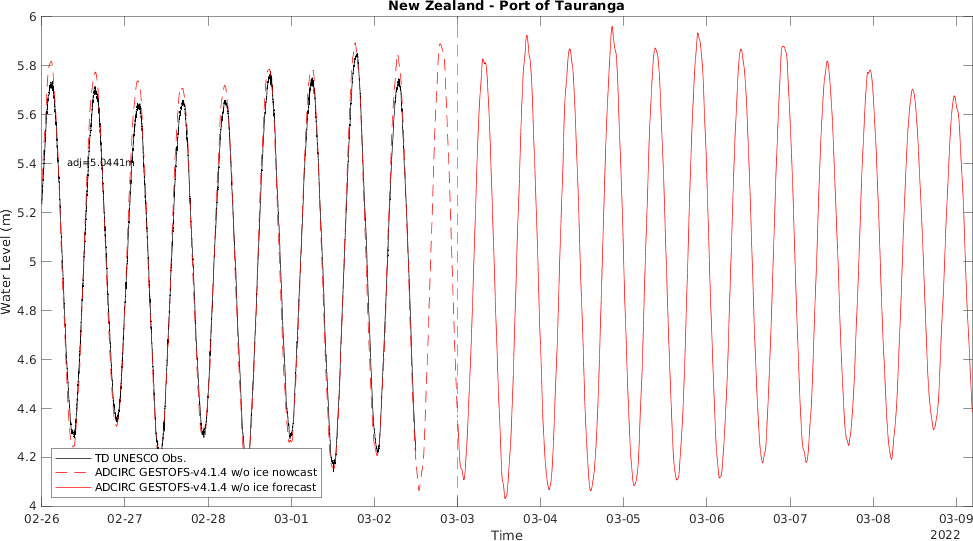 New Zealand - Port of Tauranga
6
5.8
5.6
5.4
5.2
5
4.8
4.6
4.4
4.2
4
Water Level (m)
adj=5.0441m
TD UNESCO Obs.
ADCIRC GESTOFS-v4.1.4 w/o ice nowcast
ADCIRC GESTOFS-v4.1.4 w/o ice forecast
02-26 02-27 02-28 03-01 03-02 03-03 03-04 03-05 03-06 03-07 03-08 03-09
Time
2022